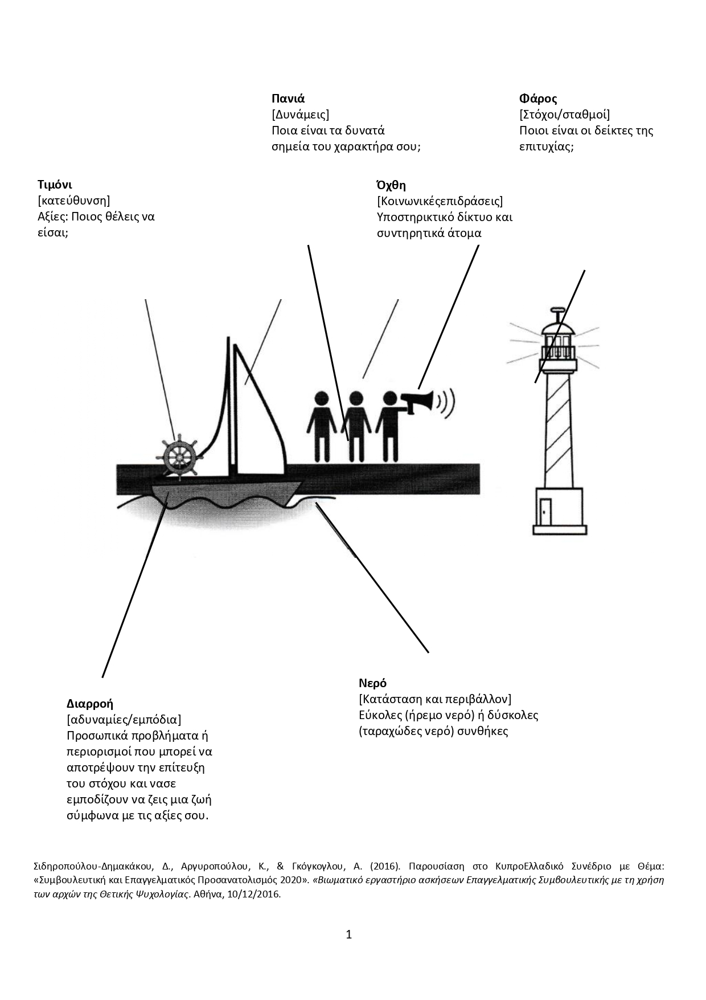 Πανιά
[Δυνάμεις]
Ποια είναι τα δυνατά
σημεία του χαρακτήρα σου;
Φάρος
[Στόχοι/σταθμοί]
Ποιοι είναι οι δείκτες της
επιτυχίας;
Τιμόνι
[κατεύθυνση]
Αξίες: Ποιος θέλεις να
είσαι;
Όχθη
[Κοινωνικέςεπιδράσεις]
Υποστηρικτικό δίκτυο και
συντηρητικά άτομα
Διαρροή
[αδυναμίες/εμπόδια]
Προσωπικά προβλήματα ή
περιορισμοί που μπορεί να
αποτρέψουν την επίτευξη
του στόχου και νασε
εμποδίζουν να ζεις μια ζωή
σύμφωνα με τις αξίες σου.
Νερό
[Κατάσταση και περιβάλλον]
Εύκολες (ήρεμο νερό) ή δύσκολες
(ταραχώδες νερό) συνθήκες
Σιδηροπούλου-Δημακάκου, Δ., Αργυροπούλου, Κ., & Γκόγκογλου, Α. (2016). Παρουσίαση στο ΚυπροΕλλαδικό Συνέδριο με Θέμα:
«Συμβουλευτική και Επαγγελματικός Προσανατολισμός 2020». «Βιωματικό εργαστήριο ασκήσεων Επαγγελματικής Συμβουλευτικής με τη χρήση
των αρχών της Θετικής Ψυχολογίας. Αθήνα, 10/12/2016.
1